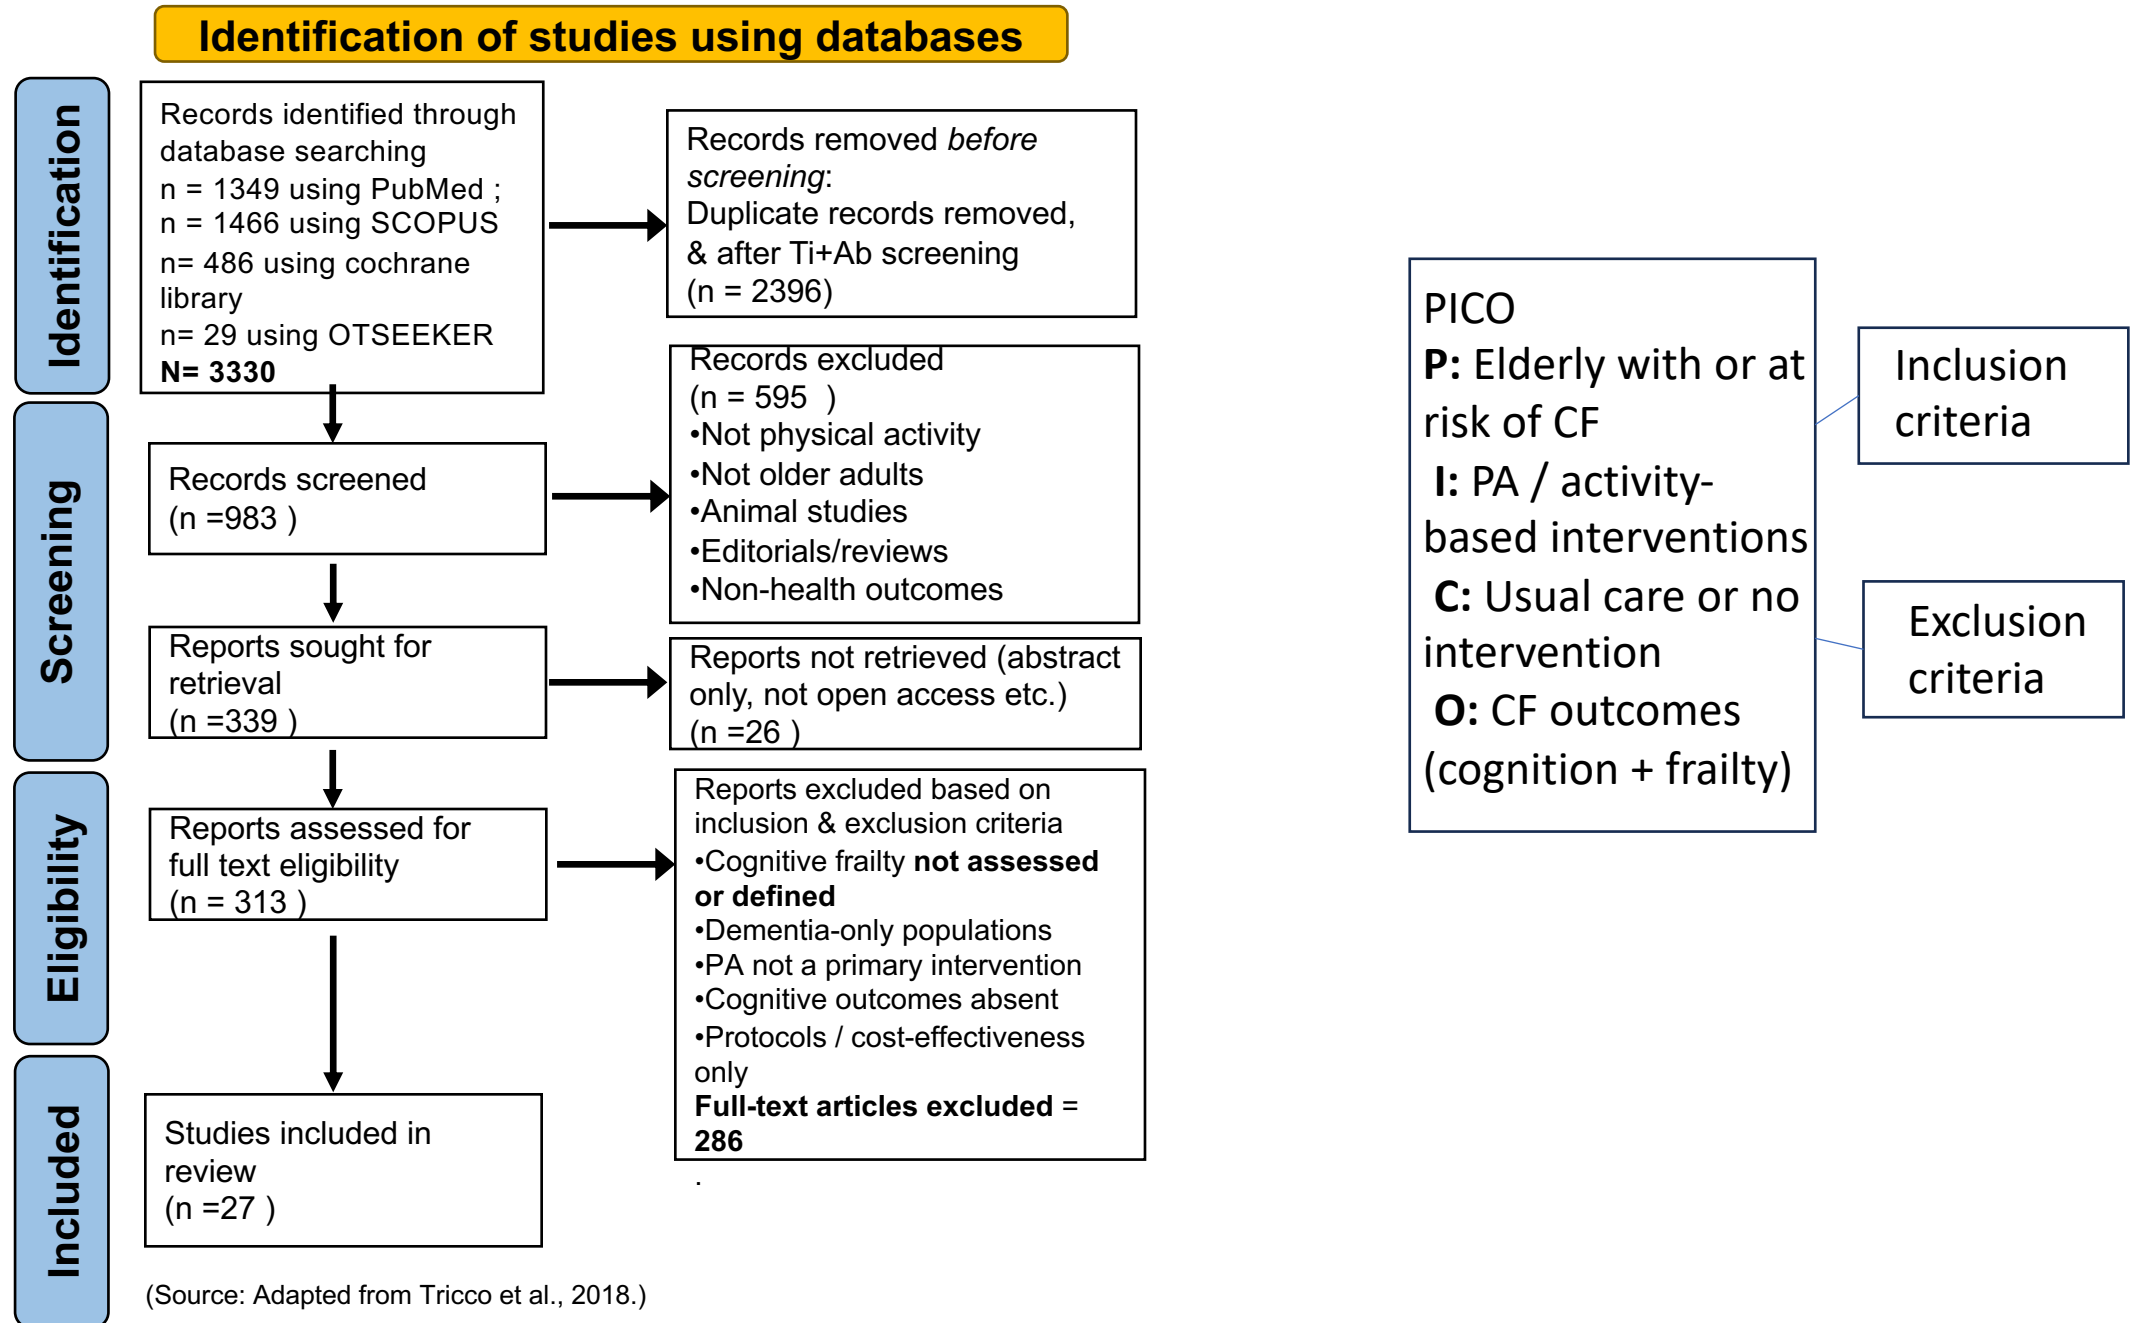 Identification of studies using databases
Identification
Records identified through
database searching
n = 1349 using PubMed ;
n = 1466 using SCOPUS
n= 486 using cochrane
library
n= 29 using OTSEEKER
N= 3330
Records removed before
screening:
Duplicate records removed,
& after Ti+Ab screening
(n = 2396)
Screening
Records screened
(n =983 )
Records excluded
(n = 595 )
•Not physical activity
•Not older adults
•Animal studies
•Editorials/reviews
•Non-health outcomes
Reports sought for
retrieval
(n =339 )
Reports not retrieved (abstract
only, not open access etc.)
(n =26 )
Eligibility
Reports assessed for
full text eligibility
(n = 313 )
Reports excluded based on
inclusion & exclusion criteria
•Cognitive frailty not assessed
or defined
•Dementia-only populations
•PA not a primary intervention
•Cognitive outcomes absent
•Protocols / cost-effectiveness
only
Full-text articles excluded =
286
.
Included
Studies included in
review
(n =27 )
(Source: Adapted from Tricco et al., 2018.)
PICO
P: Elderly with or at
risk of CF
I: PA / activity-
based interventions
C: Usual care or no
intervention
O: CF outcomes
(cognition + frailty)
Inclusion
criteria
Exclusion
criteria